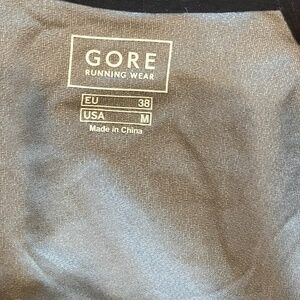 GORE
RUNNING WEAR
EU 38
USA M
Made in China